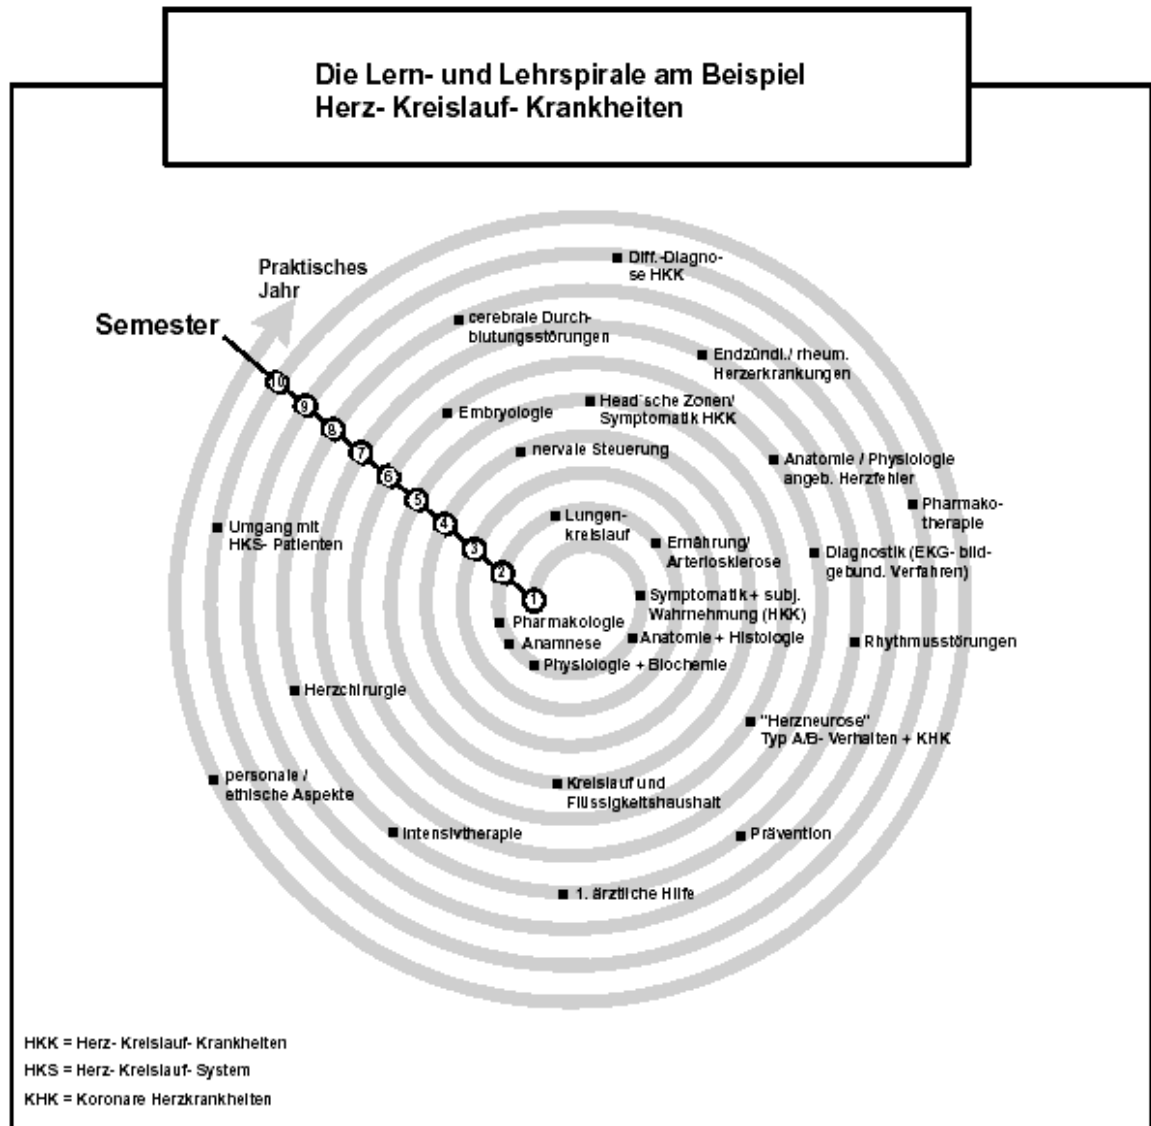 Die Lern- und Lehrspirale am Beispiel
Herz- Kreislauf- Krankheiten
Praktisches
Jahr
Semester
10
9
8
7
6
5
4
3
2
1
Diff.-Diagno-
se HKK
cerebrale Durch-
blutungsstörungen
Endzündl./ rheum.
Herzerkrankungen
Head´sche Zonen/
Symptomatik HKK
Embryologie
nervale Steuerung
Anatomie / Physiologie
angeb. Herzfehler
Pharmako-
therapie
Lungen-
kreislauf
Umgang mit
HKS- Patienten
Ernährung/
Arteriosklerose
Diagnostik (EKG- bild-
gebund. Verfahren)
Symptomatik + subj.
Wahrnehmung (HKK)
Pharmakologie
Anatomie + Histologie
Anamnese
Rhythmusstörungen
Physiologie + Biochemie
Herzchirurgie
"Herzneurose"
Typ A/B- Verhalten + KHK
personale /
ethische Aspekte
Kreislauf und
Flüssigkeitshaushalt
Intensivtherapie
Prävention
1. ärztliche Hilfe
HKK = Herz- Kreislauf- Krankheiten
HKS = Herz- Kreislauf- System
KHK = Koronare Herzkrankheiten